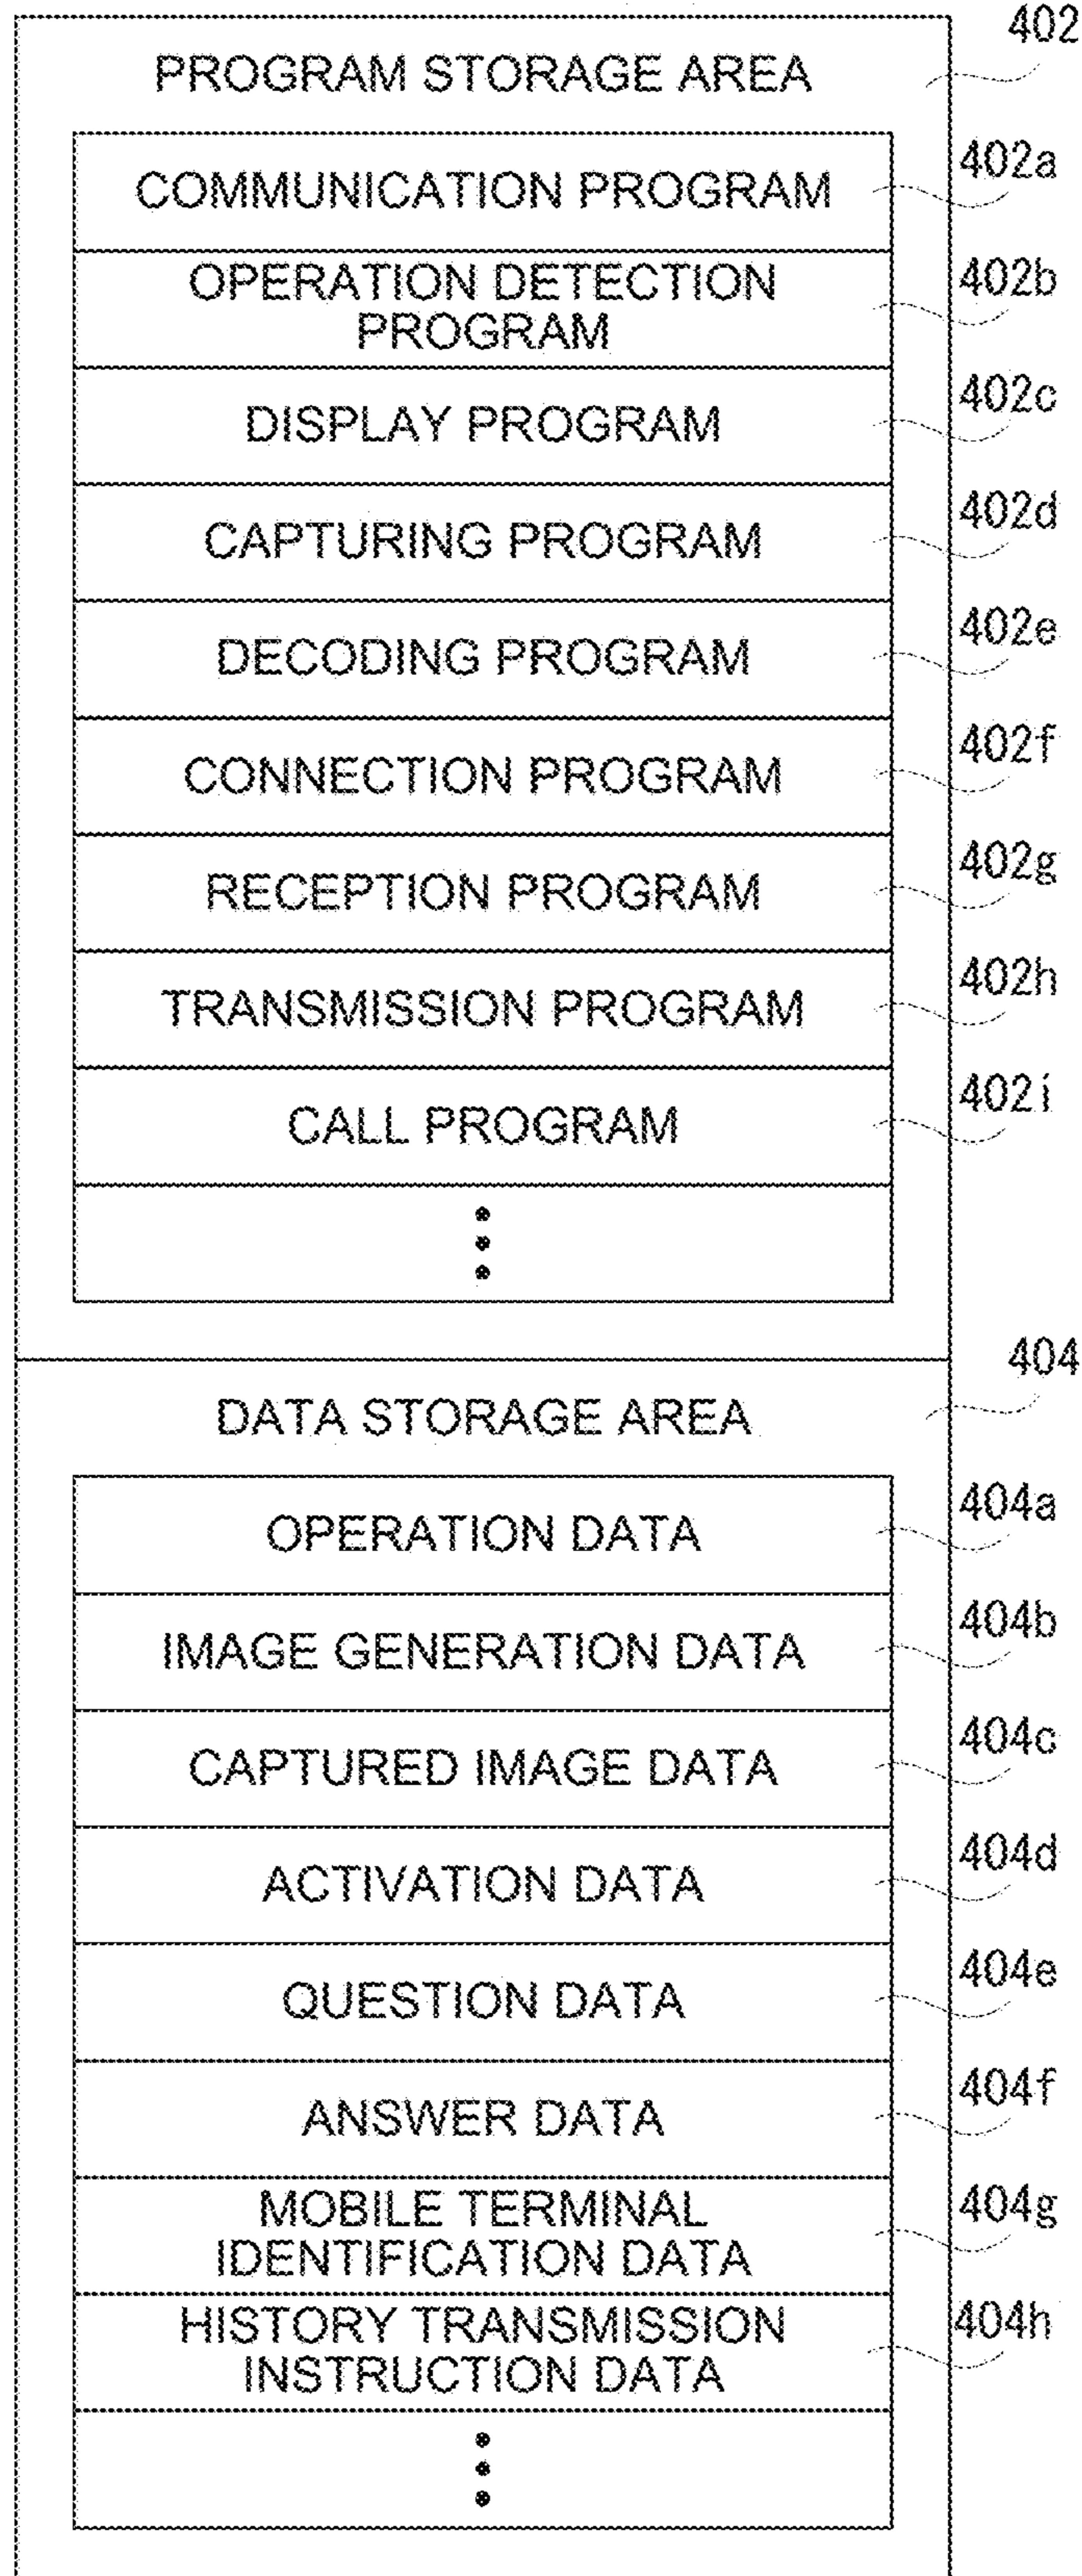 402
PROGRAM STORAGE AREA
402a
COMMUNICATION PROGRAM
402b
OPERATION DETECTION
PROGRAM
402c
DISPLAY PROGRAM
402d
CAPTURING PROGRAM
402e
DECODING PROGRAM
402f
CONNECTION PROGRAM
402g
RECEPTION PROGRAM
402h
TRANSMISSION PROGRAM
402i
CALL PROGRAM
404
DATA STORAGE AREA
404a
OPERATION DATA
404b
IMAGE GENERATION DATA
404c
CAPTURED IMAGE DATA
404d
ACTIVATION DATA
404e
QUESTION DATA
404f
ANSWER DATA
404g
MOBILE TERMINAL
IDENTIFICATION DATA
404h
HISTORY TRANSMISSION
INSTRUCTION DATA